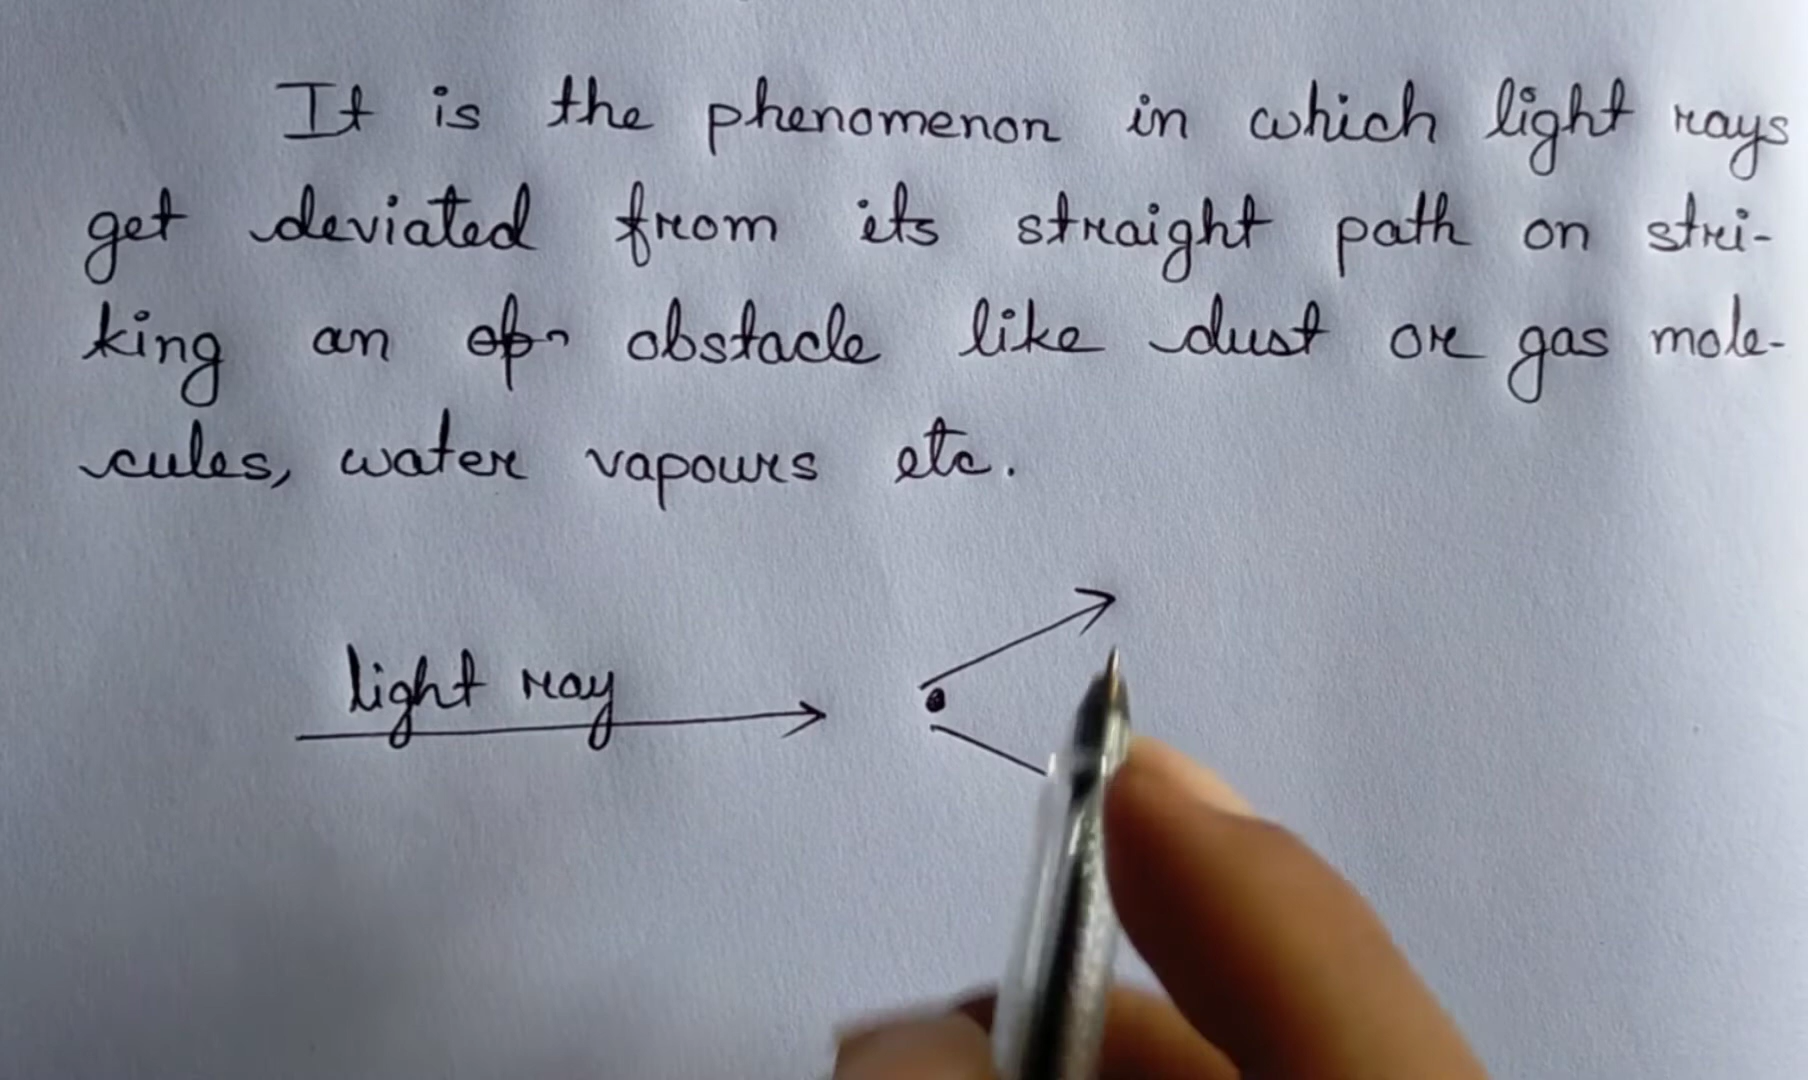 It is the phenomenon in which light rays
get deviated from its straight path on stri-
king an obstacle like dust or gas mole-
cules, water vapours etc.
light ray